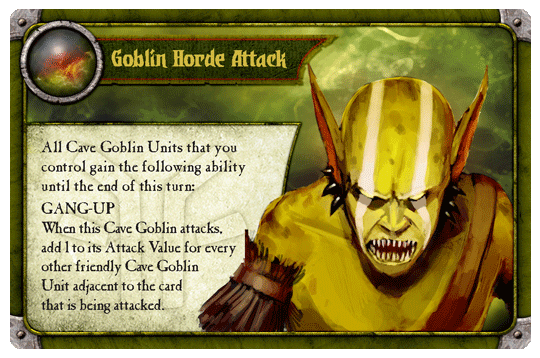 Goblin Horde Attack
All Cave Goblin Units that you
control gain the following ability
until the end of this turn:
GANG-UP
When this Cave Goblin attacks,
add 1 to its Attack Value for every
other friendly Cave Goblin
Unit adjacent to the card
that is being attacked.